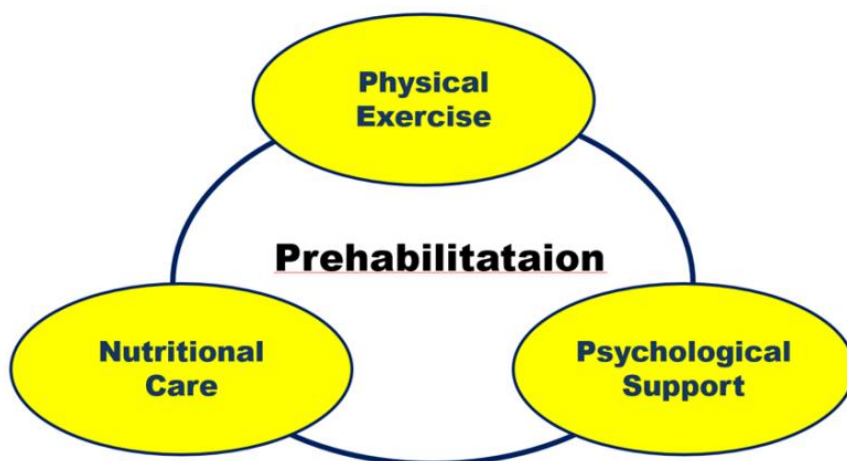 Physical
Exercise
Prehabilitataion
Nutritional
Care
Psychological
Support